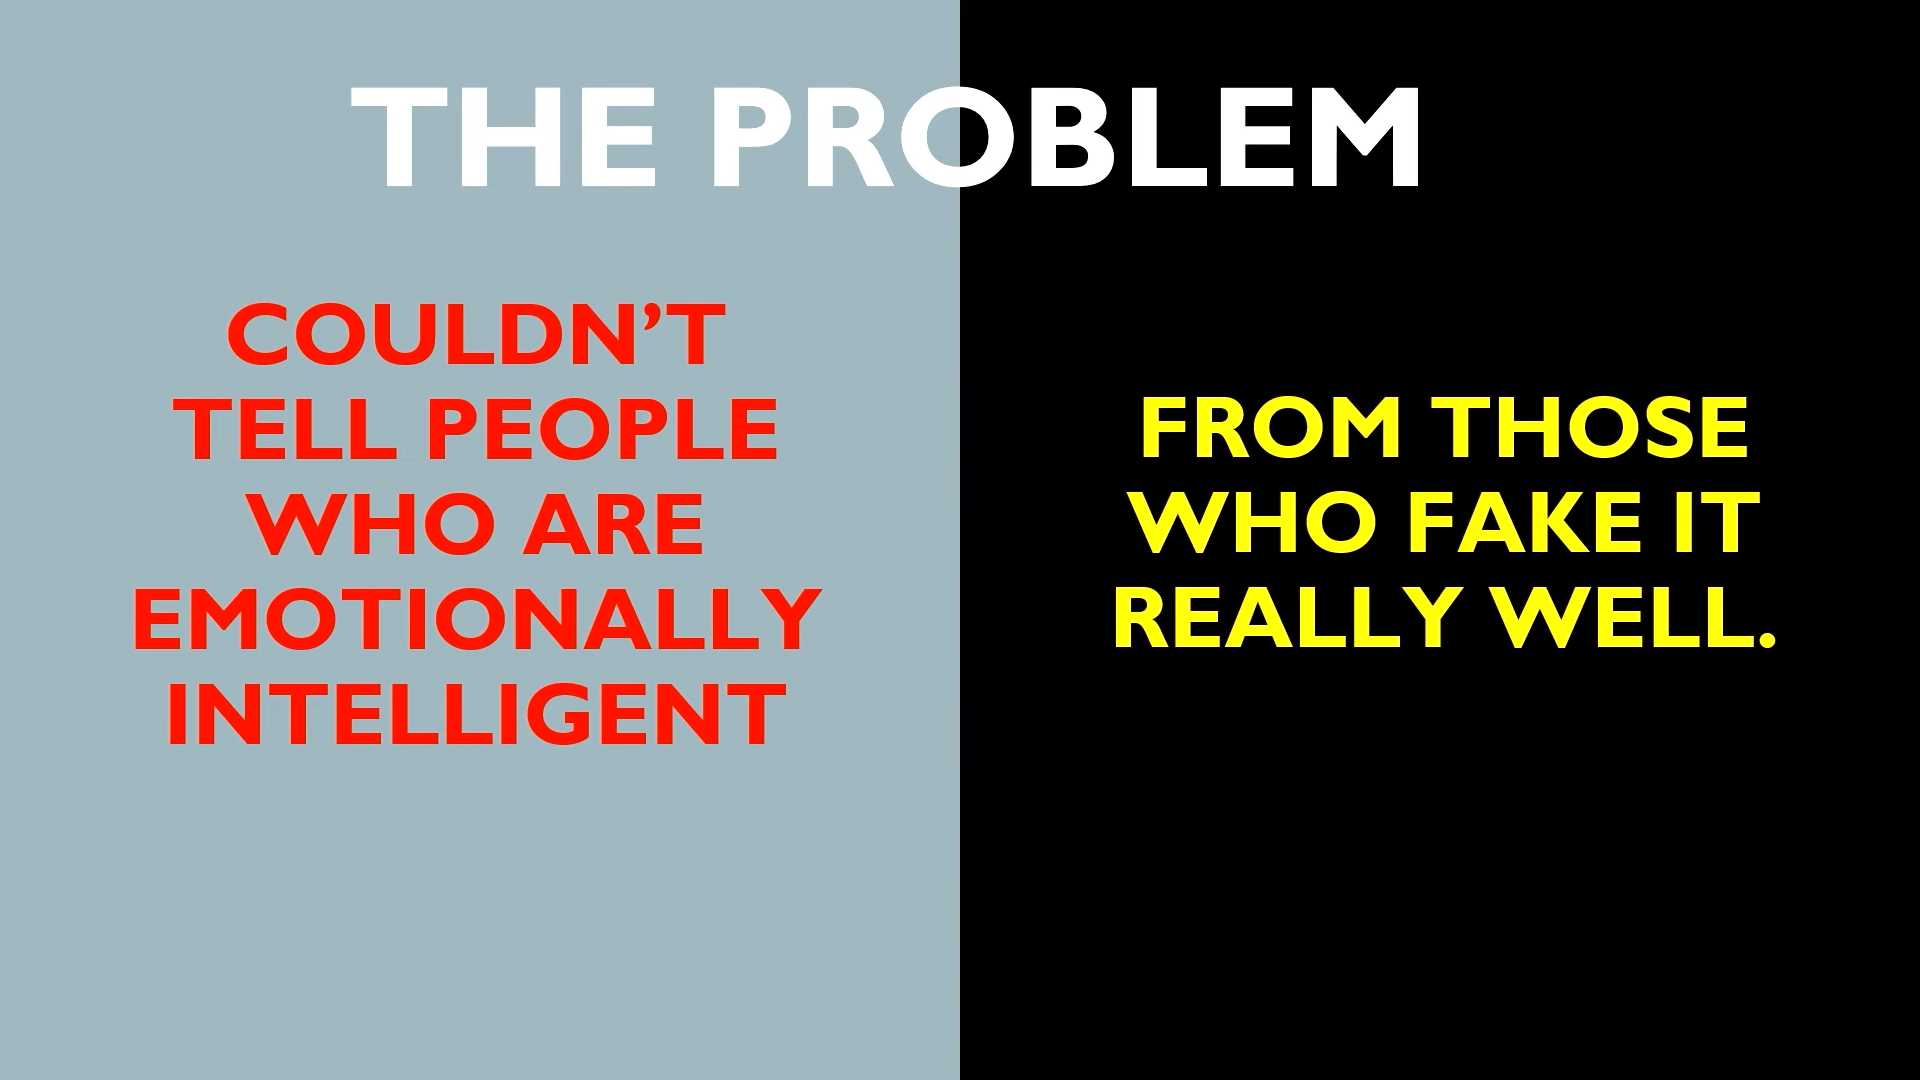 THE PROBLEM
COULDN’T
TELL PEOPLE
WHO ARE
EMOTIONALLY
INTELLIGENT
FROM THOSE
WHO FAKE IT
REALLY WELL.